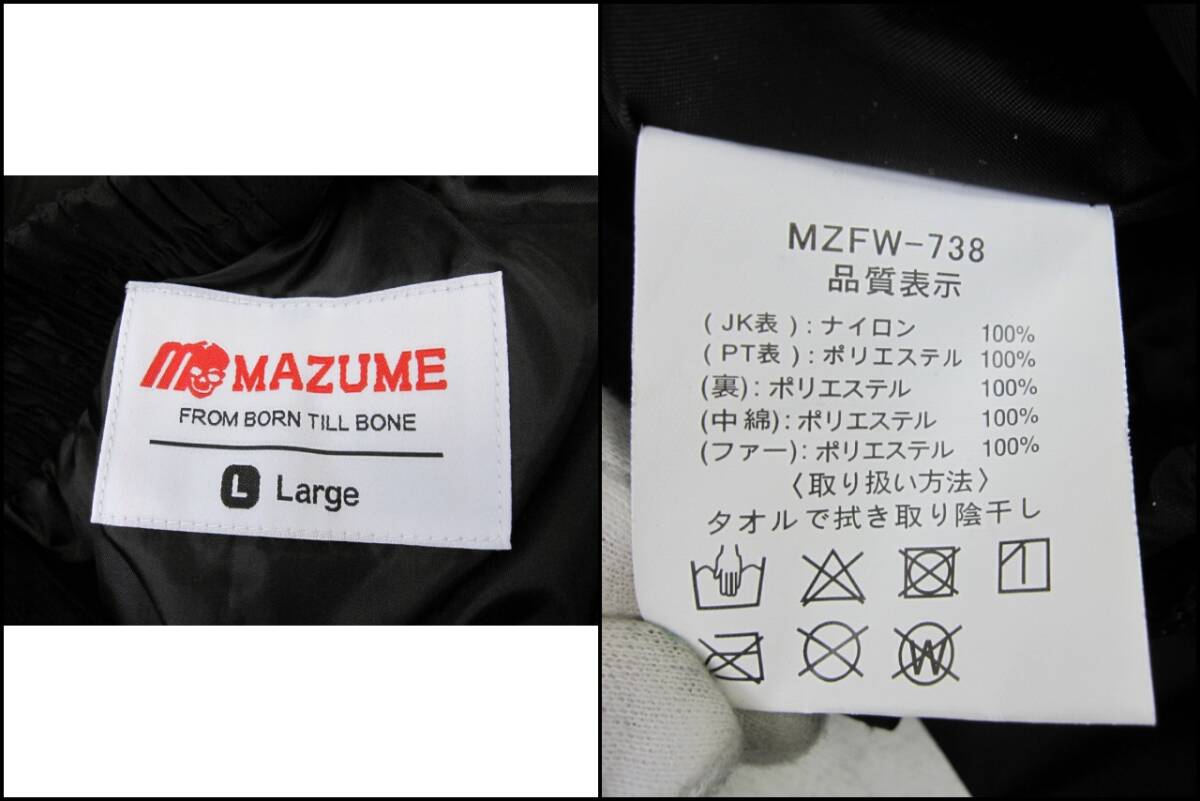 MAZUME
FROM BORN TILL BONE
L Large
MZFW-738
品質表示
(JK表):ナイロン 100%
(PT表):ポリエステル 100%
(裏):ポリエステル 100%
(中綿):ポリエステル 100%
(ファー):ポリエステル 100%
〈取り扱い方法〉
タオルで拭き取り陰干し
W